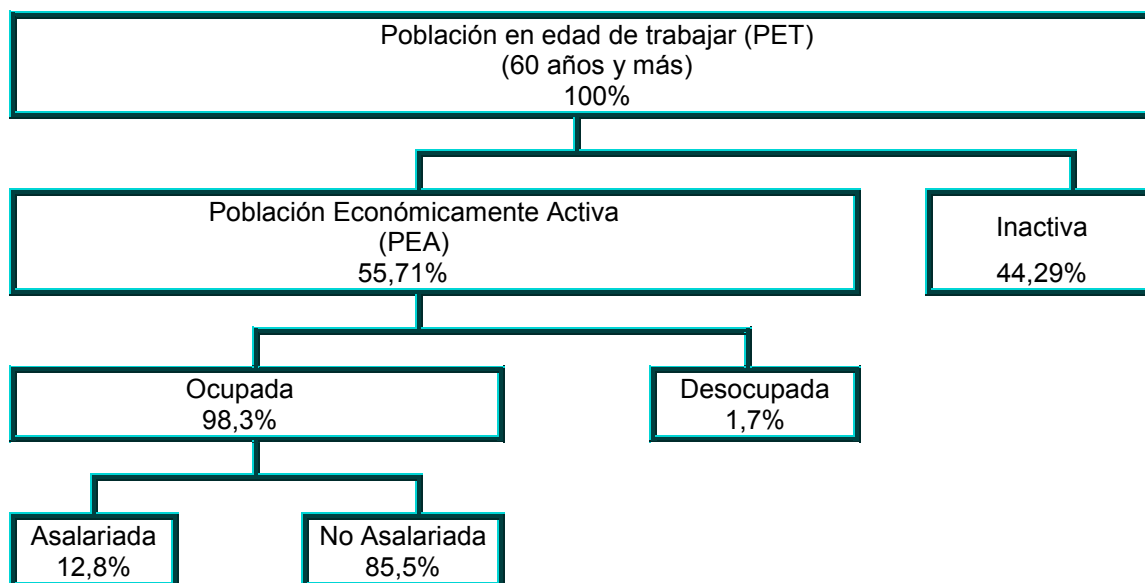 Población en edad de trabajar (PET)
(60 años y más)
100%
Población Económicamente Activa
(PEA)
55,71%
Inactiva
44,29%
Ocupada
98,3%
Desocupada
1,7%
Asalariada
12,8%
No Asalariada
85,5%